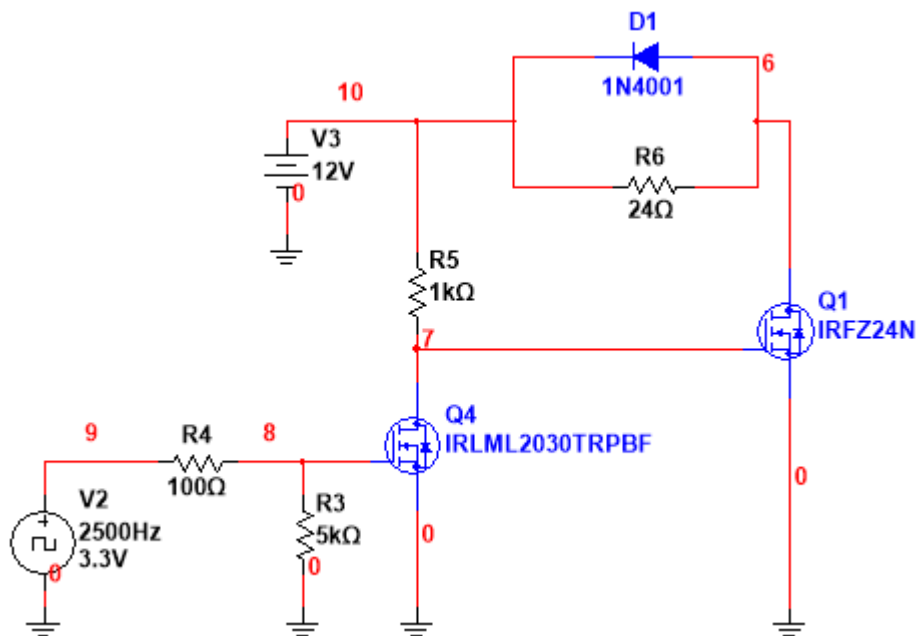 D1
1N4001
6
10
V3
12V
0
R6
24Ω
R5
1kΩ
Q1
IRFZ24N
7
Q4
IRLML2030TRPBF
9
R4
100Ω
8
V2
2500Hz
3.3V
0
R3
5kΩ
0
0
0